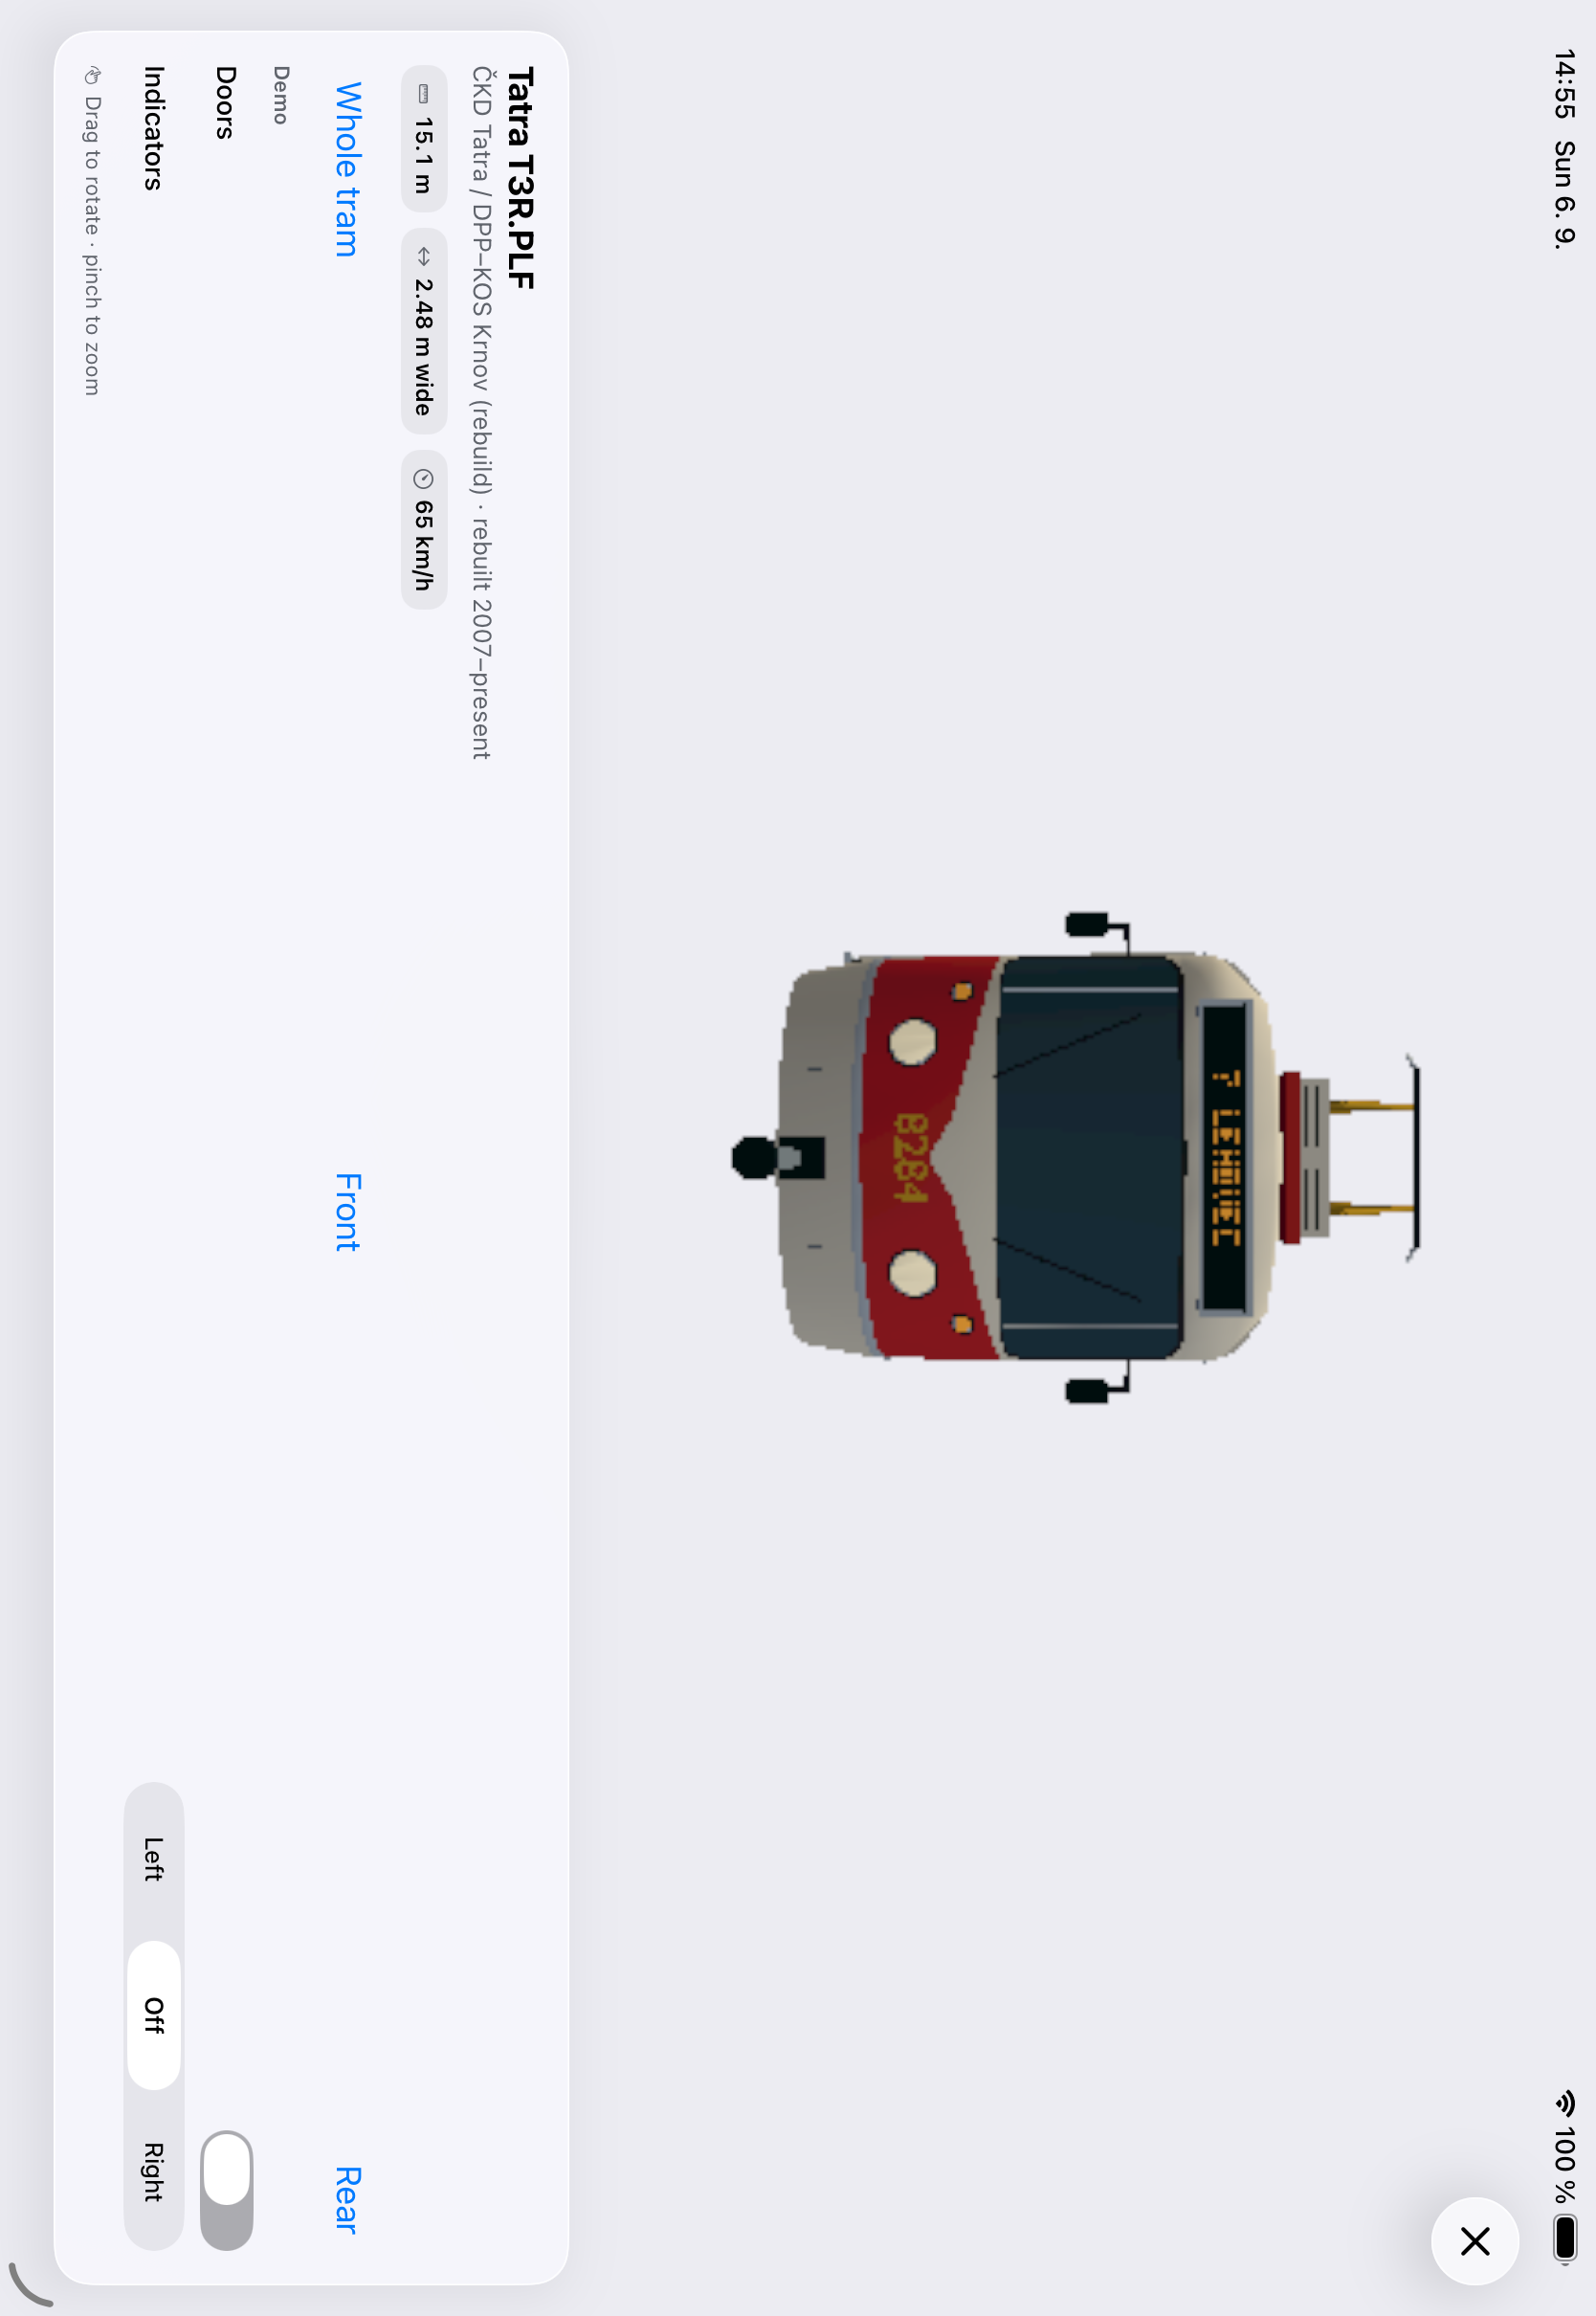 14:55 Sun 6. 9.
100 %
7
8284
Tatra T3R.PLF
ČKD Tatra / DPP–KOS Krnov (rebuild) · rebuilt 2007–present
15.1 m 2.48 m wide 65 km/h
Whole tram Front Rear
Demo
Doors
Indicators Left Off Right
Drag to rotate · pinch to zoom